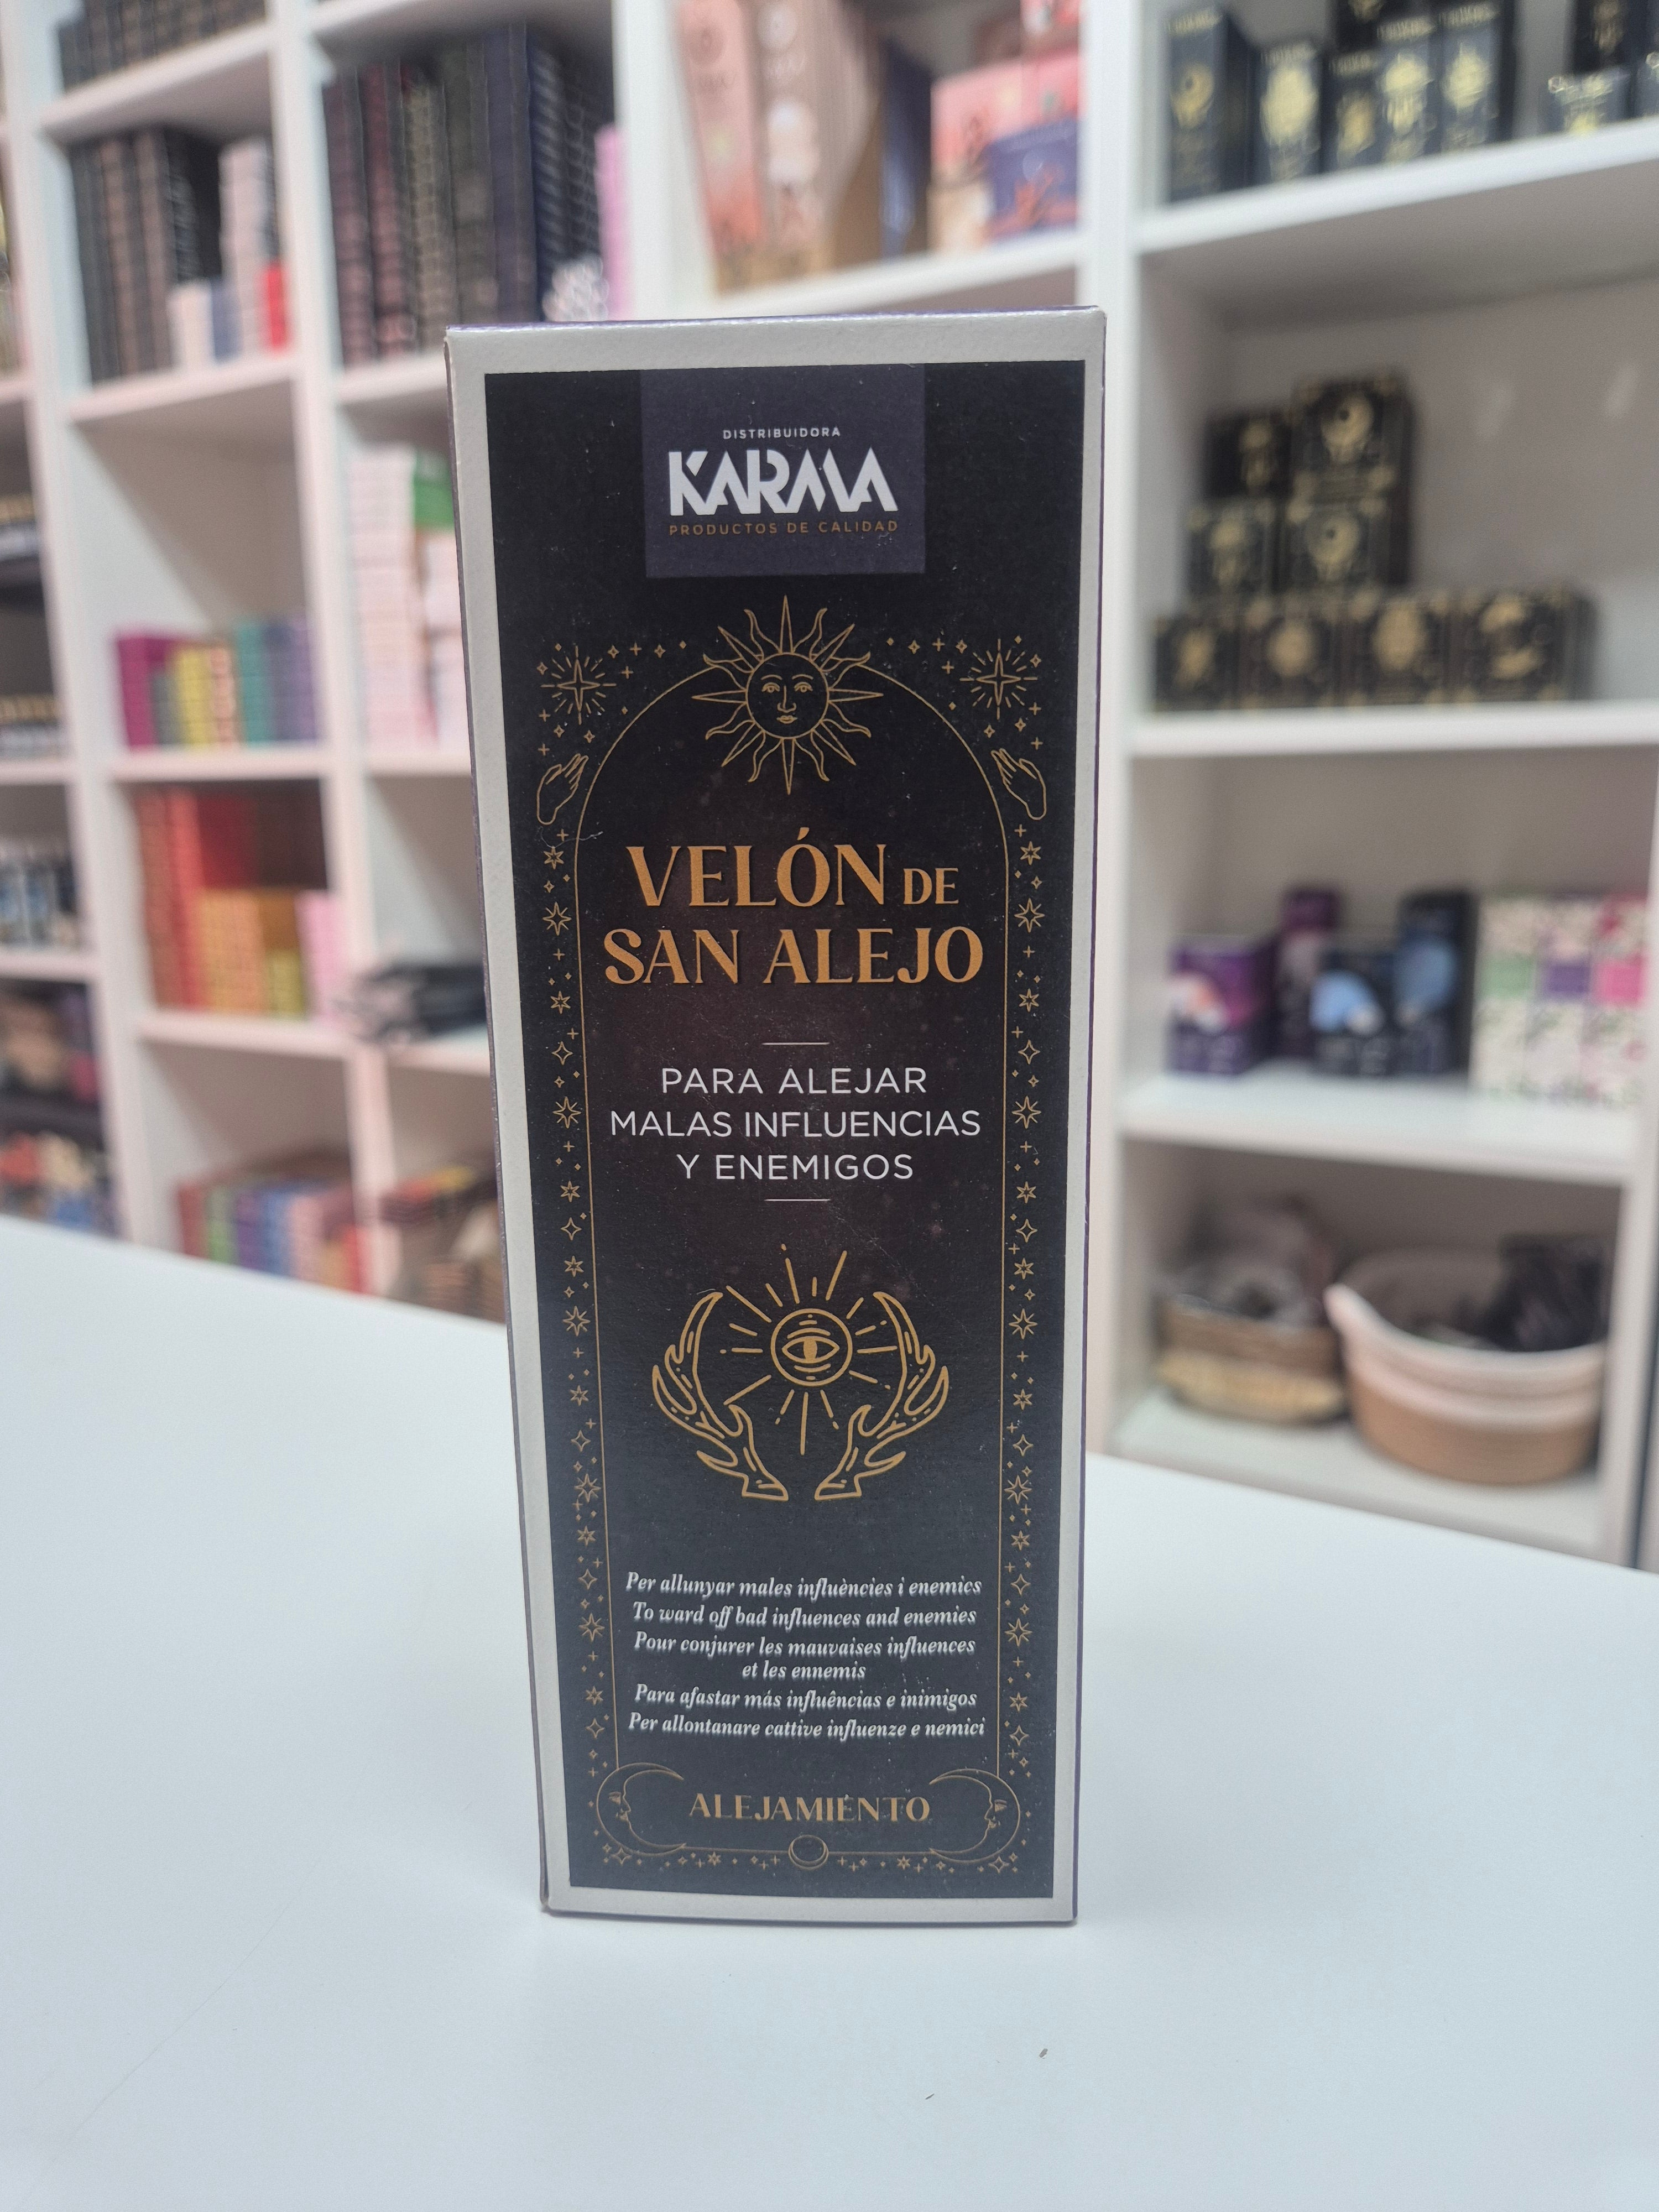 DISTRIBUIDORA
KARMA
PRODUCTOS DE CALIDAD
VELÓN DE
SAN ALEJO
PARA ALEJAR
MALAS INFLUENCIAS
Y ENEMIGOS
Per allunyar males influències i enemics
To ward off bad influences and enemies
Pour conjurer les mauvaises influences
et les ennemis
Para afastar más influências e inimigos
Per allontanare cattive influenze e nemici
ALEJAMIENTO